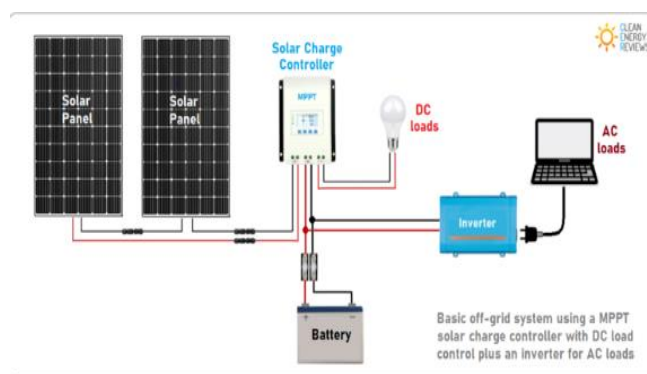 CLEAN
ENERGY
REVIEWS
Solar Charge
Controller
Solar
Panel
Solar
Panel
MPPT
DC
loads
AC
loads
Inverter
Battery
Basic off-grid system using a MPPT
solar charge controller with DC load
control plus an inverter for AC loads